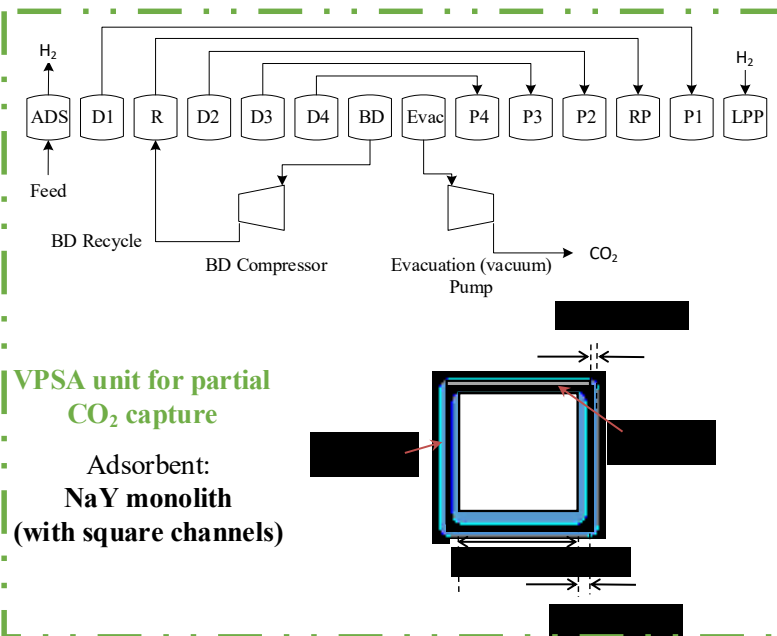 H₂
H₂
ADS D1 R D2 D3 D4 BD Evac P4 P3 P2 RP P1 LPP
Feed
BD Recycle
BD Compressor
Evacuation (vacuum)
Pump
CO₂
VPSA unit for partial
CO₂ capture
Adsorbent:
NaY monolith
(with square channels)